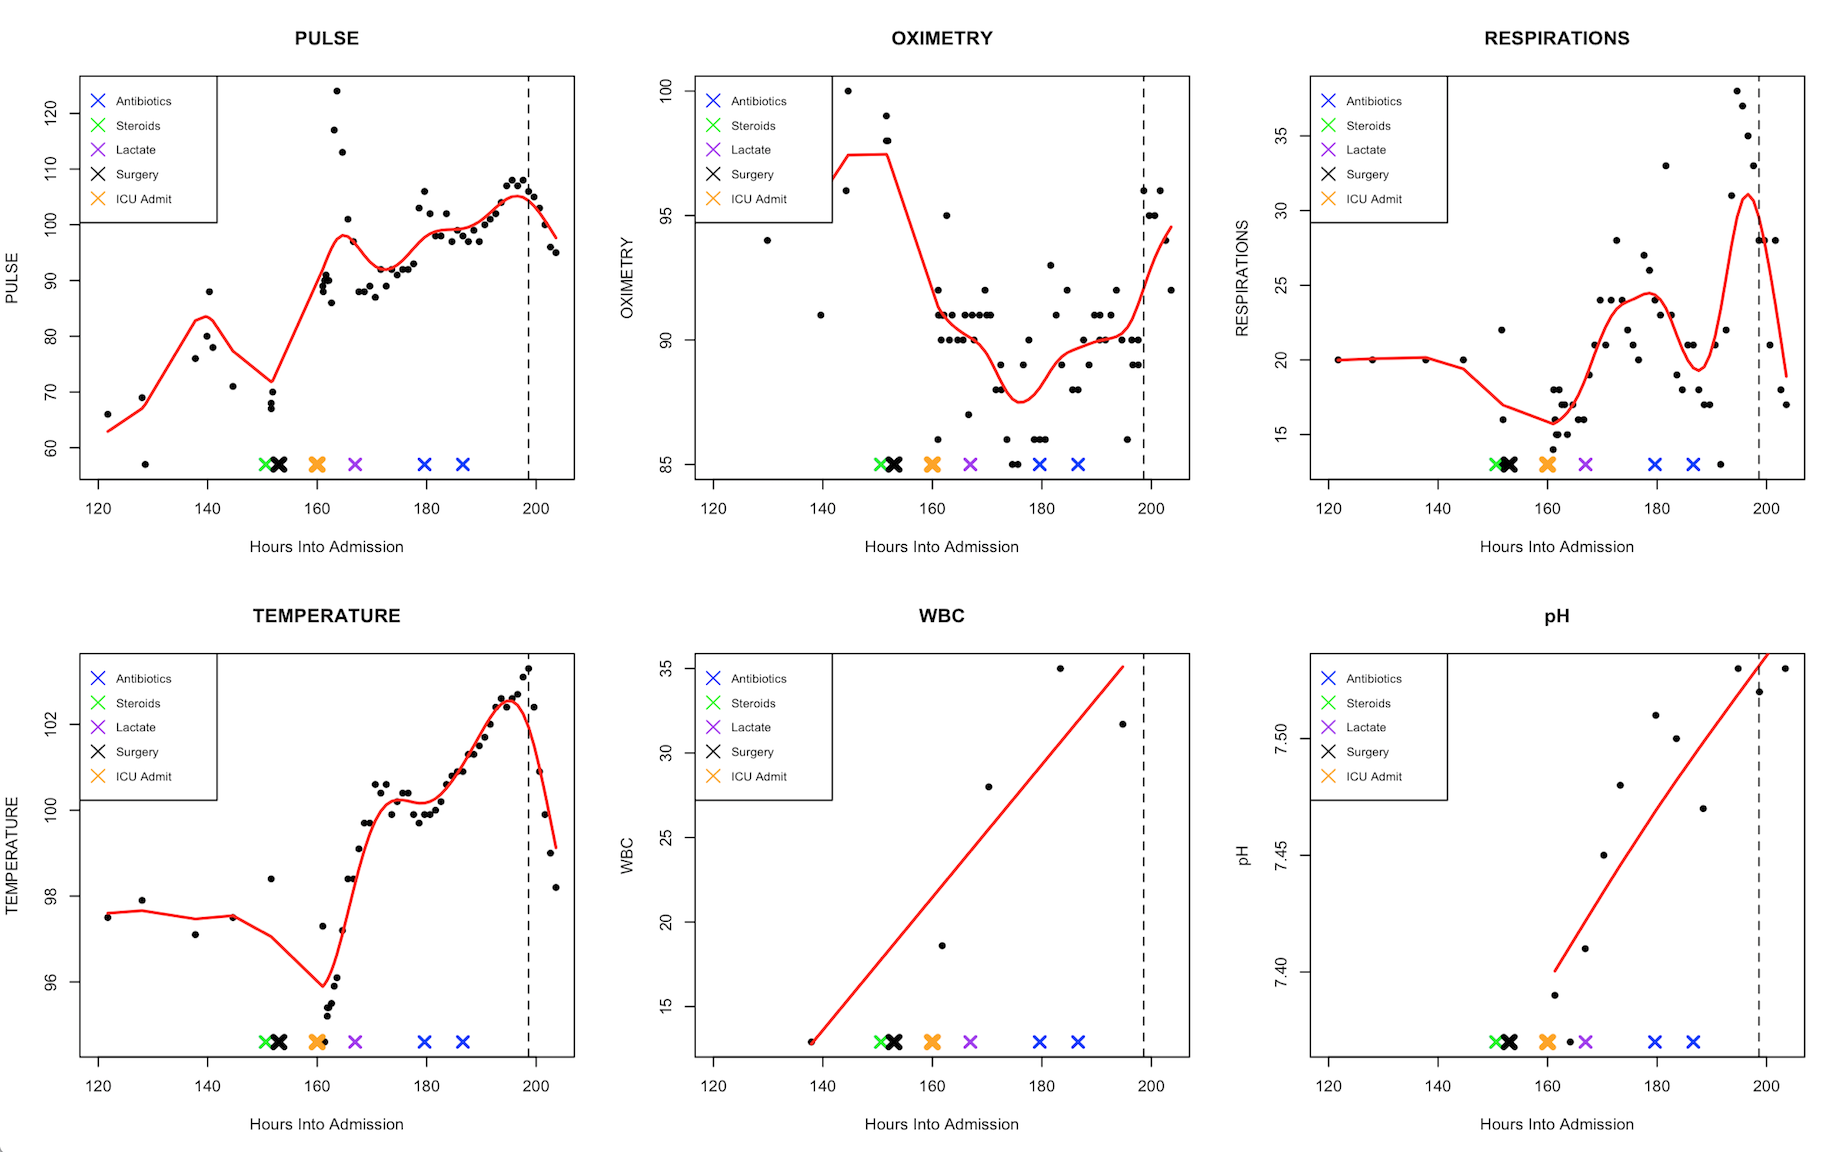 PULSE
Antibiotics
Steroids
Lactate
Surgery
ICU Admit
PULSE
60 70 80 90 100 110 120
120 140 160 180 200
Hours Into Admission
OXIMETRY
Antibiotics
Steroids
Lactate
Surgery
ICU Admit
OXIMETRY
85 90 95 100
120 140 160 180 200
Hours Into Admission
RESPIRATIONS
Antibiotics
Steroids
Lactate
Surgery
ICU Admit
RESPIRATIONS
15 20 25 30 35
120 140 160 180 200
Hours Into Admission
TEMPERATURE
Antibiotics
Steroids
Lactate
Surgery
ICU Admit
TEMPERATURE
96 98 100 102
120 140 160 180 200
Hours Into Admission
WBC
Antibiotics
Steroids
Lactate
Surgery
ICU Admit
WBC
15 20 25 30 35
120 140 160 180 200
Hours Into Admission
pH
Antibiotics
Steroids
Lactate
Surgery
ICU Admit
pH
7.40 7.45 7.50
120 140 160 180 200
Hours Into Admission